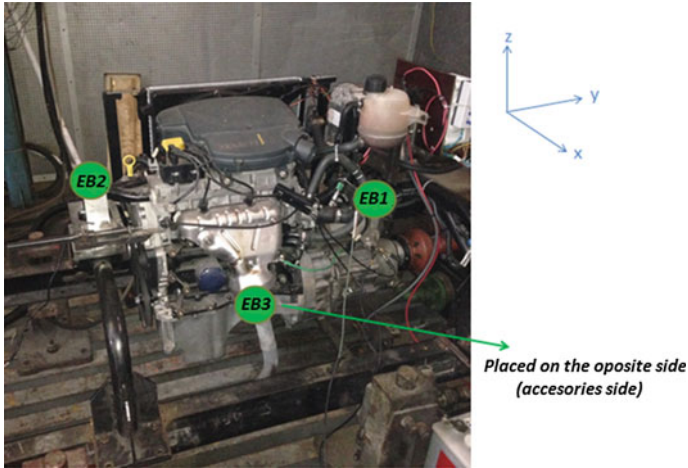 z
y
x
EB2
EB1
EB3
Placed on the oposite side
(accesories side)